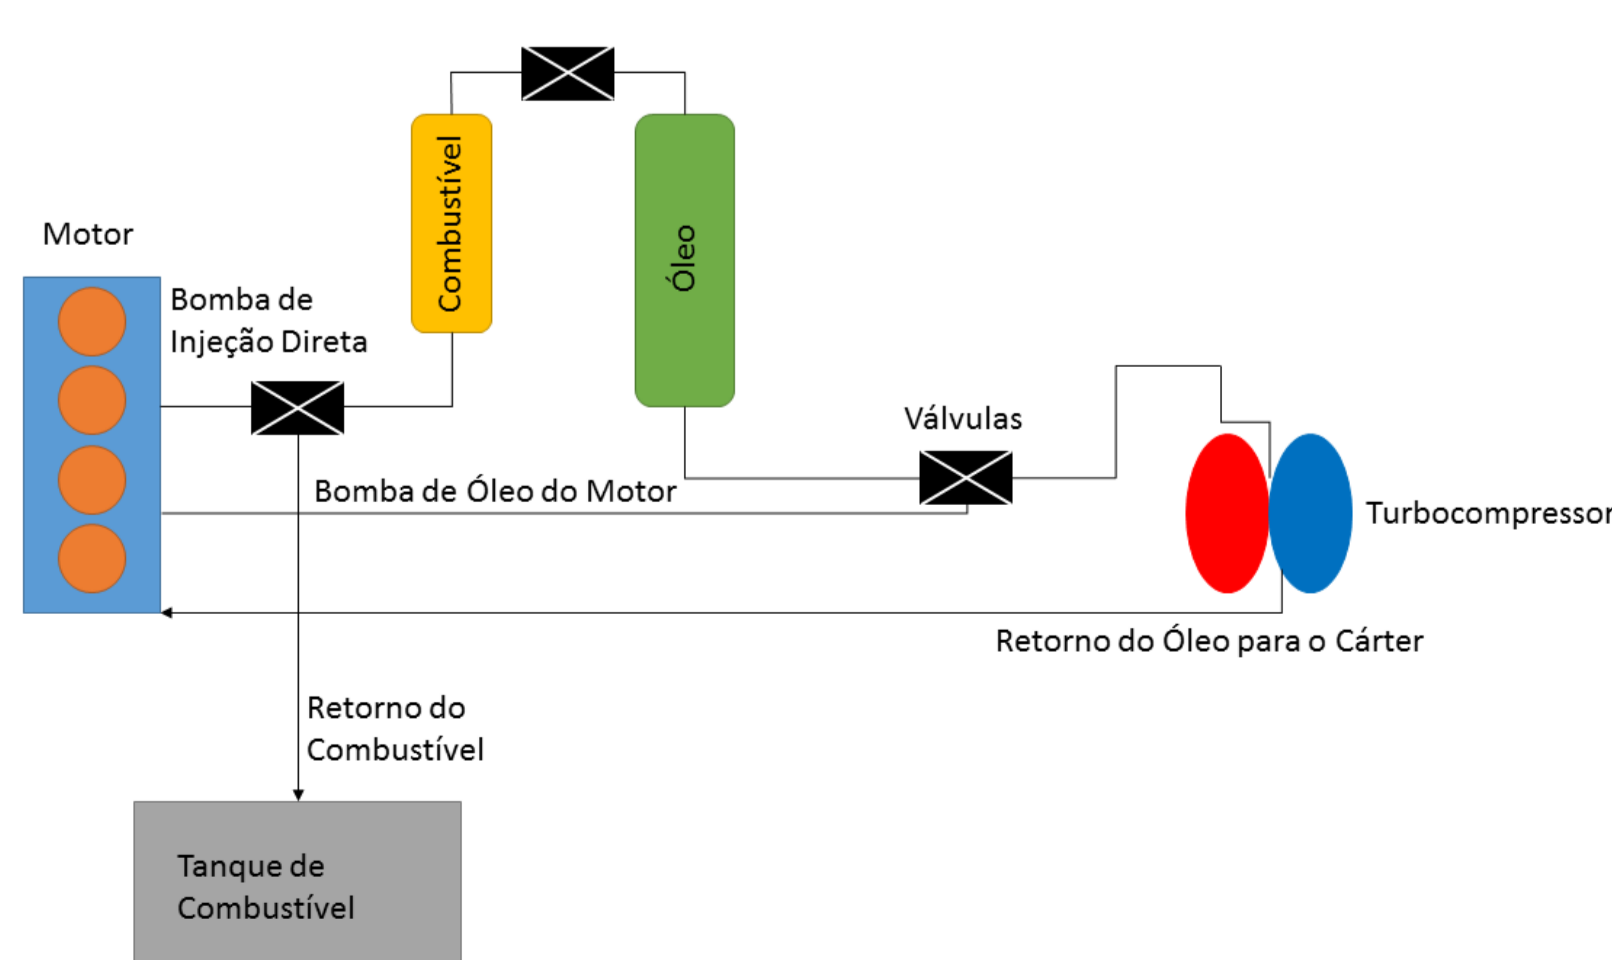 Motor
Bomba de
Injeção Direta
Combustível
Óleo
Válvulas
Bomba de Óleo do Motor
Turbocompressor
Retorno do Óleo para o Cárter
Retorno do
Combustível
Tanque de
Combustível